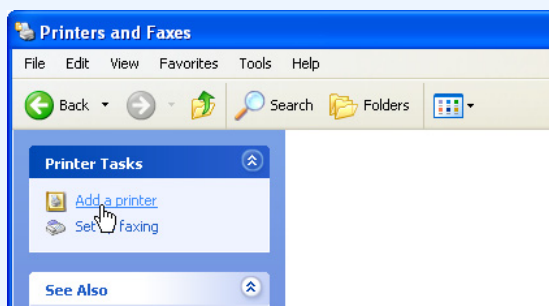 Printers and Faxes
File Edit View Favorites Tools Help
Back Search Folders
Printer Tasks
Add a printer
Set faxing
See Also